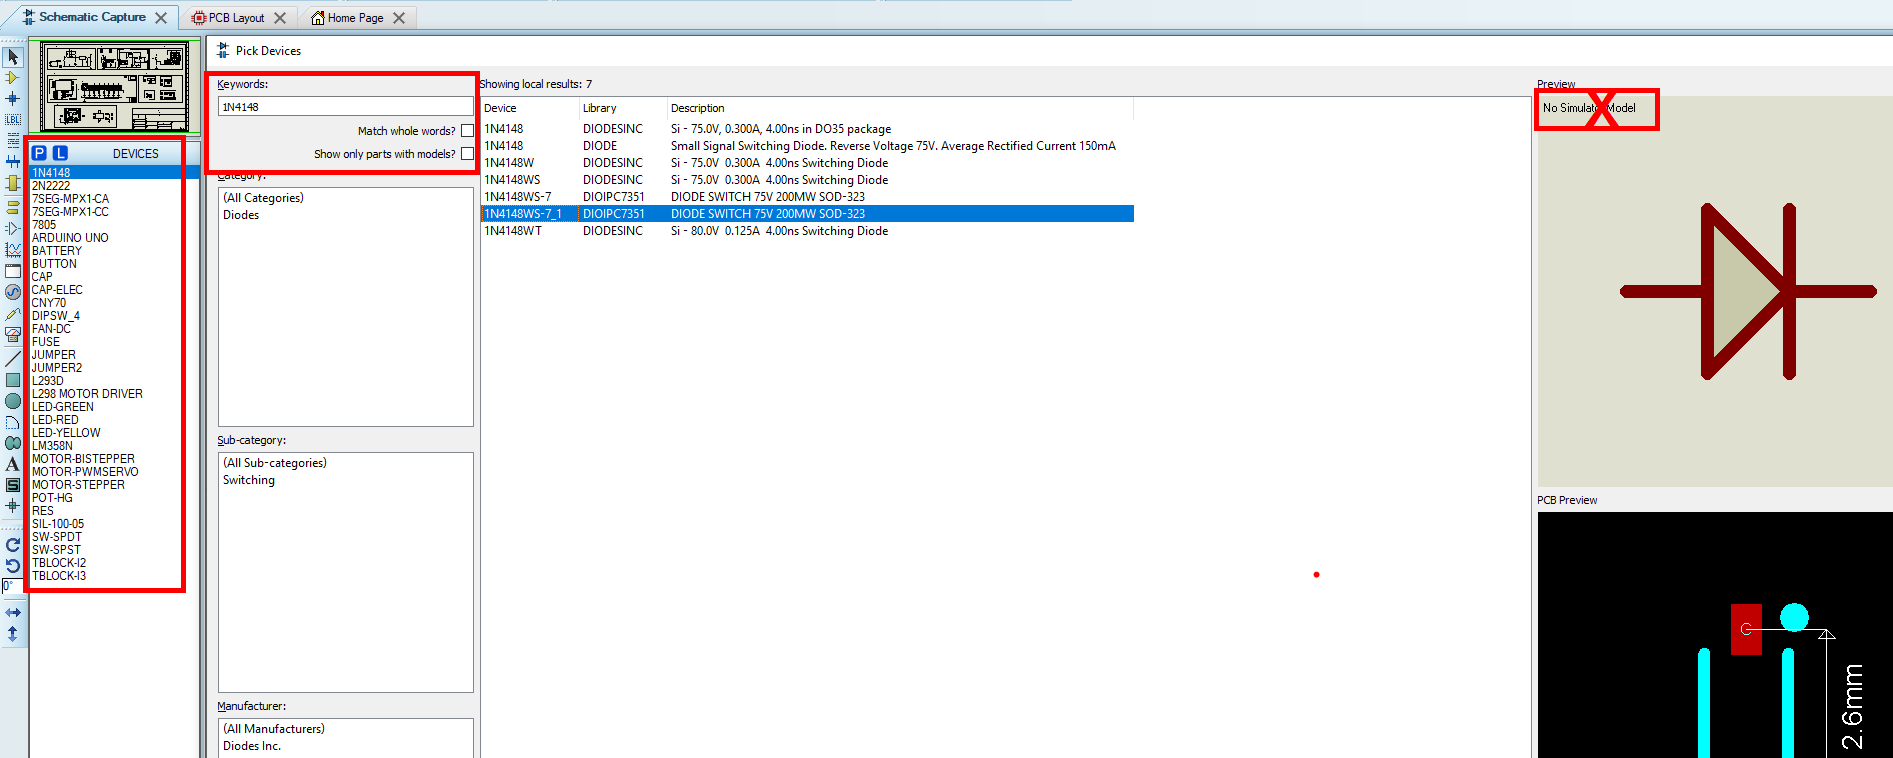 Schematic Capture
PCB Layout
Home Page
Pick Devices
Keywords:
1N4148
Match whole words?
Show only parts with models?
Category:
(All Categories)
Diodes
Sub-category:
(All Sub-categories)
Switching
Manufacturer:
(All Manufacturers)
Diodes Inc.
P L DEVICES
1N4148
2N2222
7SEG-MPX1-CA
7SEG-MPX1-CC
7805
ARDUINO UNO
BATTERY
BUTTON
CAP
CAP-ELEC
CNY70
DIPSW_4
FAN-DC
FUSE
JUMPER
JUMPER2
L293D
L298 MOTOR DRIVER
LED-GREEN
LED-RED
LED-YELLOW
LM358N
MOTOR-BISTEPPER
MOTOR-PWMSERVO
MOTOR-STEPPER
POT-HG
RES
SIL-100-05
SW-SPDT
SW-SPST
TBLOCK-I2
TBLOCK-I3
LBL
A
S
0°
Showing local results: 7
Device Library Description
1N4148 DIODESINC Si - 75.0V, 0.300A, 4.00ns in DO35 package
1N4148 DIODE Small Signal Switching Diode. Reverse Voltage 75V. Average Rectified Current 150mA
1N4148W DIODESINC Si - 75.0V 0.300A 4.00ns Switching Diode
1N4148WS DIODESINC Si - 75.0V 0.300A 4.00ns Switching Diode
1N4148WS-7 DIOIPC7351 DIODE SWITCH 75V 200MW SOD-323
1N4148WS-7_1 DIOIPC7351 DIODE SWITCH 75V 200MW SOD-323
1N4148WT DIODESINC Si - 80.0V 0.125A 4.00ns Switching Diode
Preview
No Simulator Model
X
PCB Preview
C
2.6mm